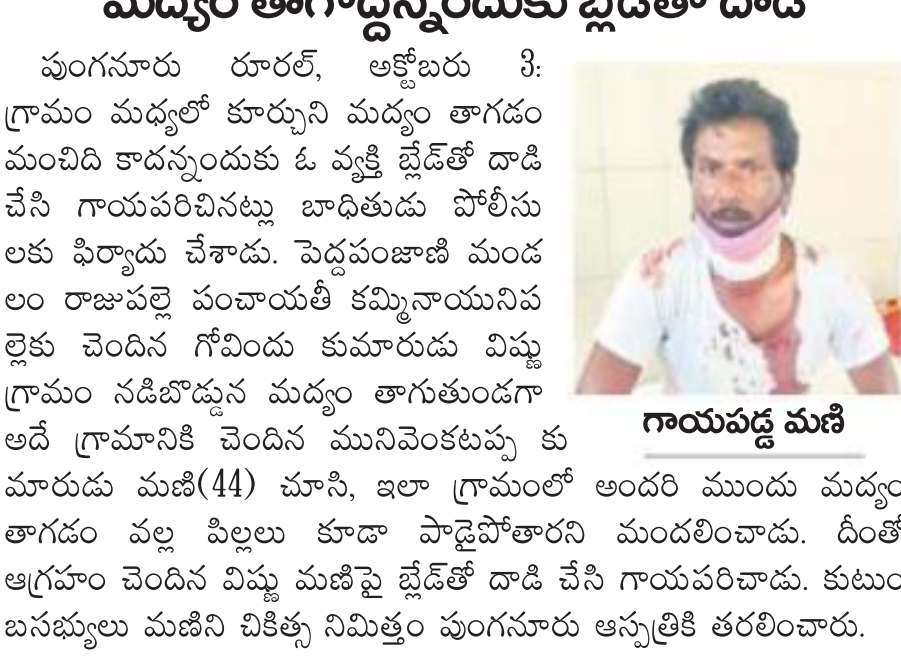 మద్యం తాగొద్దన్నందుకు బ్లేడ్‌తో దాడి
పుంగనూరు రూరల్, అక్టోబరు 3:
గ్రామం మధ్యలో కూర్చుని మద్యం తాగడం
మంచిది కాదన్నందుకు ఓ వ్యక్తి బ్లేడ్‌తో దాడి
చేసి గాయపరిచినట్లు బాధితుడు పోలీసు
లకు ఫిర్యాదు చేశాడు. పెద్దపంజాణి మండ
లం రాజుపల్లె పంచాయతీ కమ్మినాయునిప
ల్లెకు చెందిన గోవిందు కుమారుడు విష్ణు
గ్రామం నడిబొడ్డున మద్యం తాగుతుండగా
అదే గ్రామానికి చెందిన మునివెంకటప్ప కు
మారుడు మణి(44) చూసి, ఇలా గ్రామంలో అందరి ముందు మద్యం
తాగడం వల్ల పిల్లలు కూడా పాడైపోతారని మందలించాడు. దీంతో
ఆగ్రహం చెందిన విష్ణు మణిపై బ్లేడ్‌తో దాడి చేసి గాయపరిచాడు. కుటుం
బసభ్యులు మణిని చికిత్స నిమిత్తం పుంగనూరు ఆస్పత్రికి తరలించారు.
గాయపడ్డ మణి